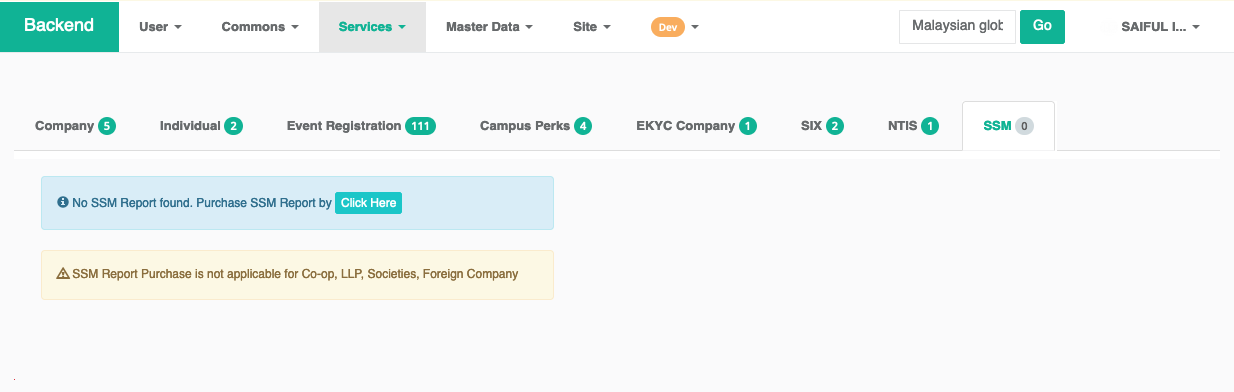 Backend User Commons Services Master Data Site Dev Malaysian glob Go SAIFUL I...
Company 5 Individual 2 Event Registration 111 Campus Perks 4 EKYC Company 1 SIX 2 NTIS 1 SSM 0
No SSM Report found. Purchase SSM Report by Click Here
SSM Report Purchase is not applicable for Co-op, LLP, Societies, Foreign Company